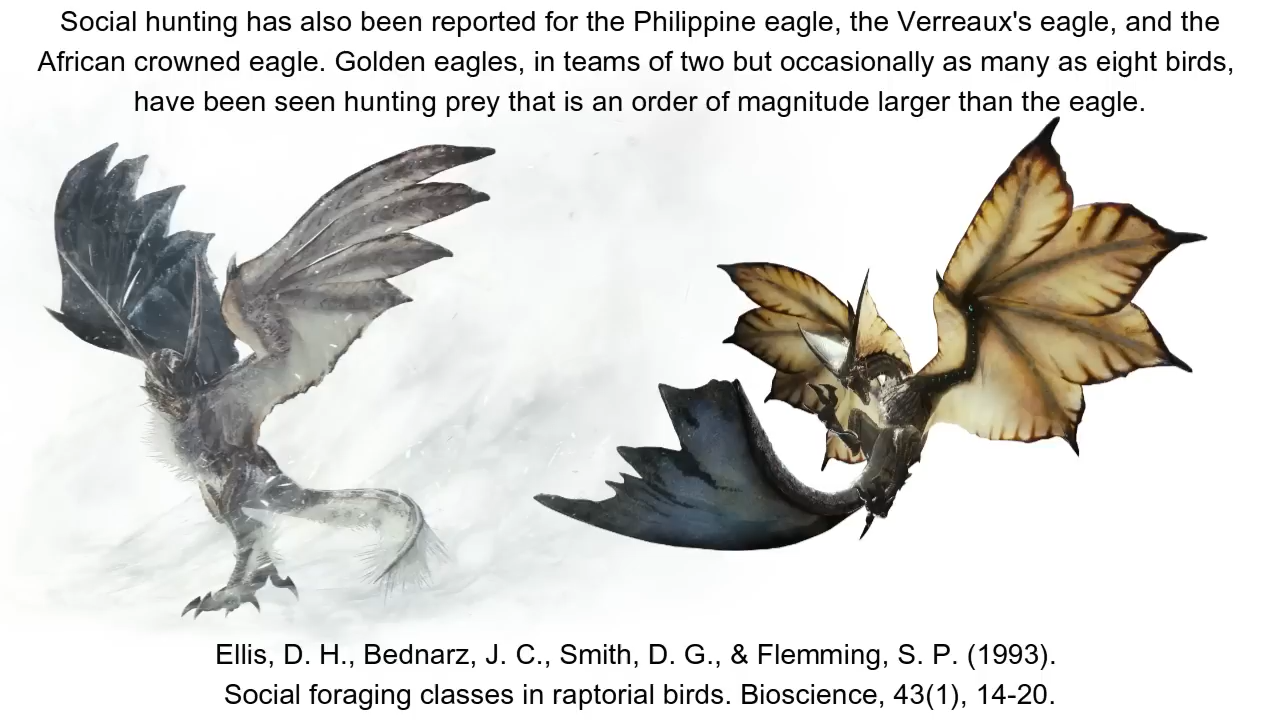 Social hunting has also been reported for the Philippine eagle, the Verreaux's eagle, and the
African crowned eagle. Golden eagles, in teams of two but occasionally as many as eight birds,
have been seen hunting prey that is an order of magnitude larger than the eagle.
Ellis, D. H., Bednarz, J. C., Smith, D. G., & Flemming, S. P. (1993).
Social foraging classes in raptorial birds. Bioscience, 43(1), 14-20.